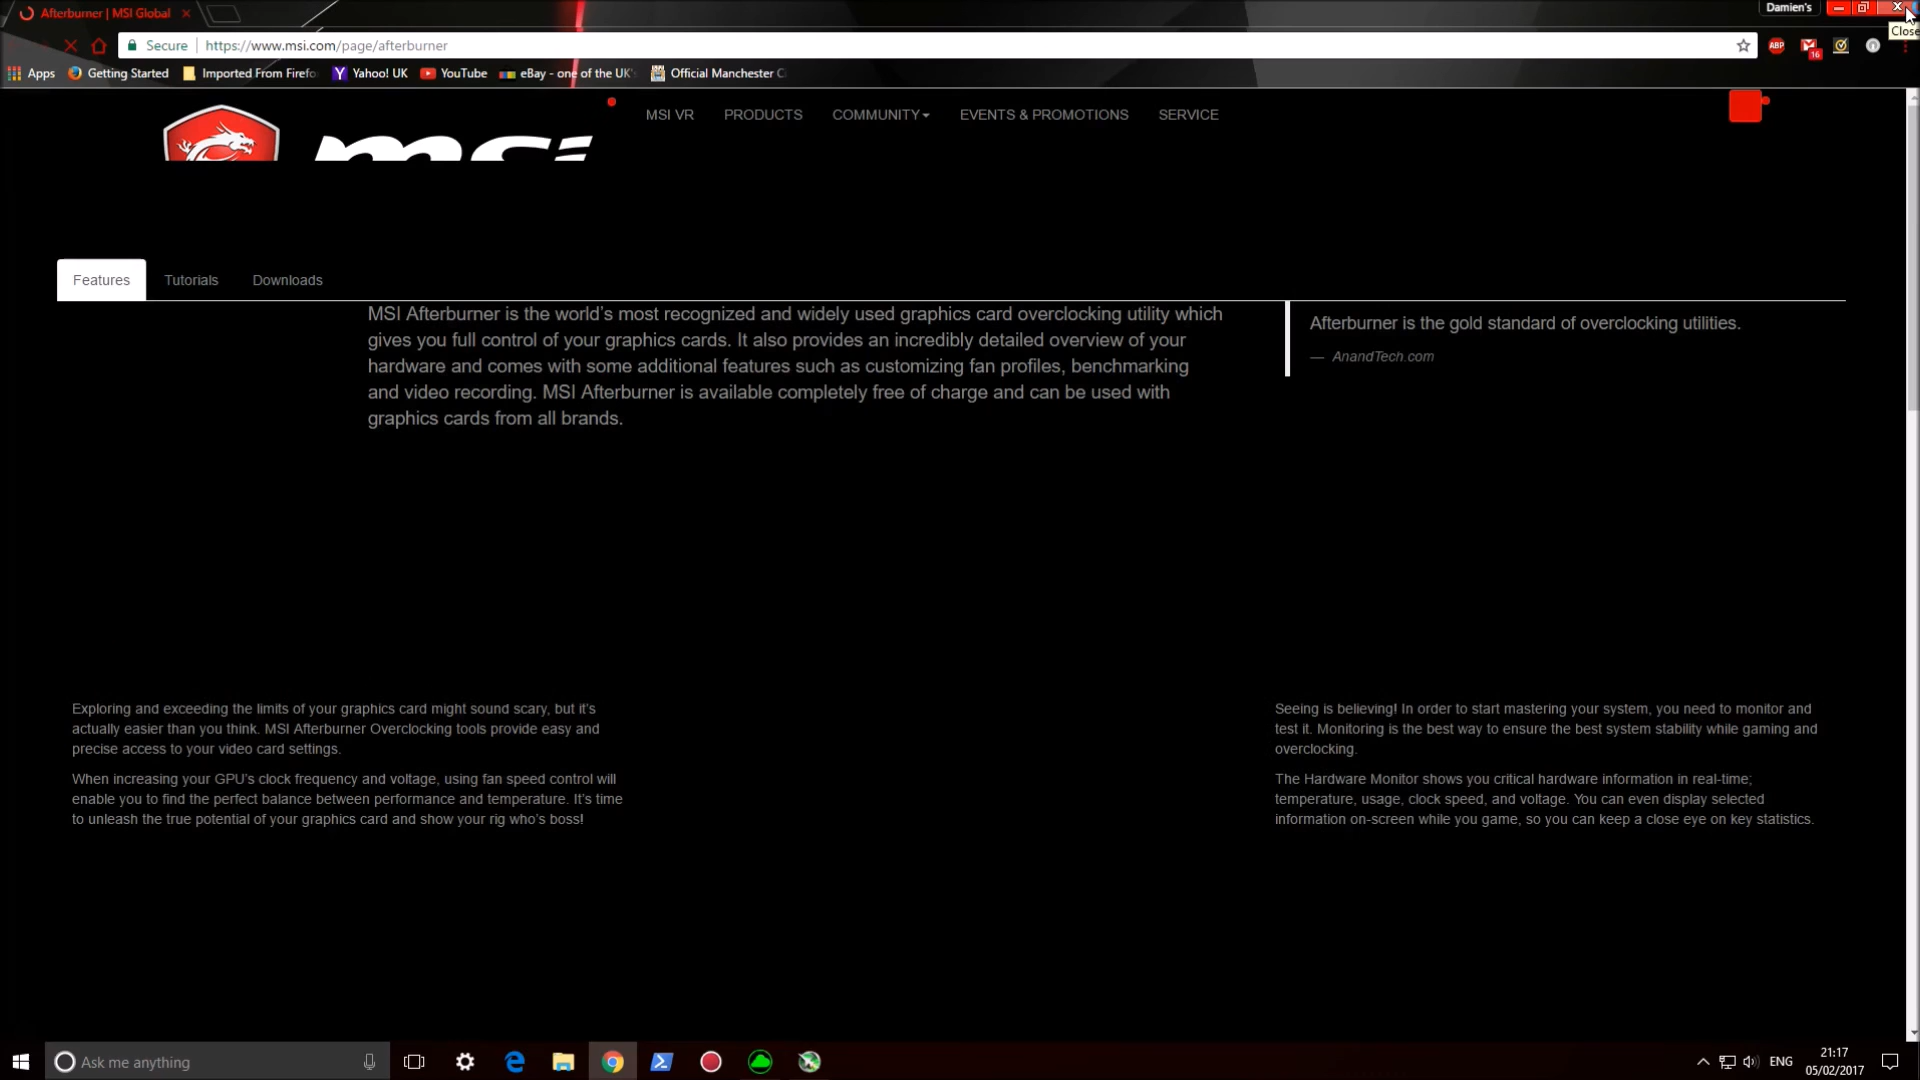 Afterburner | MSI Global
Damien's
Close
Secure
https://www.msi.com/page/afterburner
ABP
16
Apps
Getting Started
Imported From Firefo
Yahoo! UK
YouTube
eBay - one of the UK's
Official Manchester C
msi
MSI VR
PRODUCTS
COMMUNITY
EVENTS & PROMOTIONS
SERVICE
Features
Tutorials
Downloads
MSI Afterburner is the world's most recognized and widely used graphics card overclocking utility which
gives you full control of your graphics cards. It also provides an incredibly detailed overview of your
hardware and comes with some additional features such as customizing fan profiles, benchmarking
and video recording. MSI Afterburner is available completely free of charge and can be used with
graphics cards from all brands.
Afterburner is the gold standard of overclocking utilities.
— AnandTech.com
Exploring and exceeding the limits of your graphics card might sound scary, but it's
actually easier than you think. MSI Afterburner Overclocking tools provide easy and
precise access to your video card settings.
When increasing your GPU's clock frequency and voltage, using fan speed control will
enable you to find the perfect balance between performance and temperature. It's time
to unleash the true potential of your graphics card and show your rig who's boss!
Seeing is believing! In order to start mastering your system, you need to monitor and
test it. Monitoring is the best way to ensure the best system stability while gaming and
overclocking.
The Hardware Monitor shows you critical hardware information in real-time;
temperature, usage, clock speed, and voltage. You can even display selected
information on-screen while you game, so you can keep a close eye on key statistics.
Ask me anything
ENG
21:17
05/02/2017